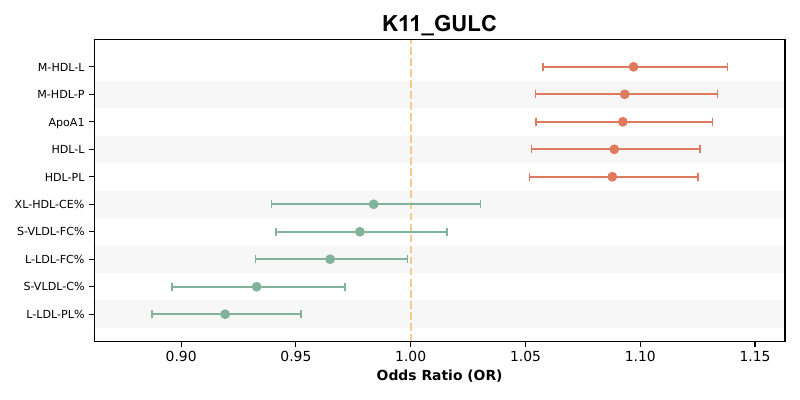 K11_GULC
M-HDL-L
M-HDL-P
ApoA1
HDL-L
HDL-PL
XL-HDL-CE%
S-VLDL-FC%
L-LDL-FC%
S-VLDL-C%
L-LDL-PL%
0.90 0.95 1.00 1.05 1.10 1.15
Odds Ratio (OR)